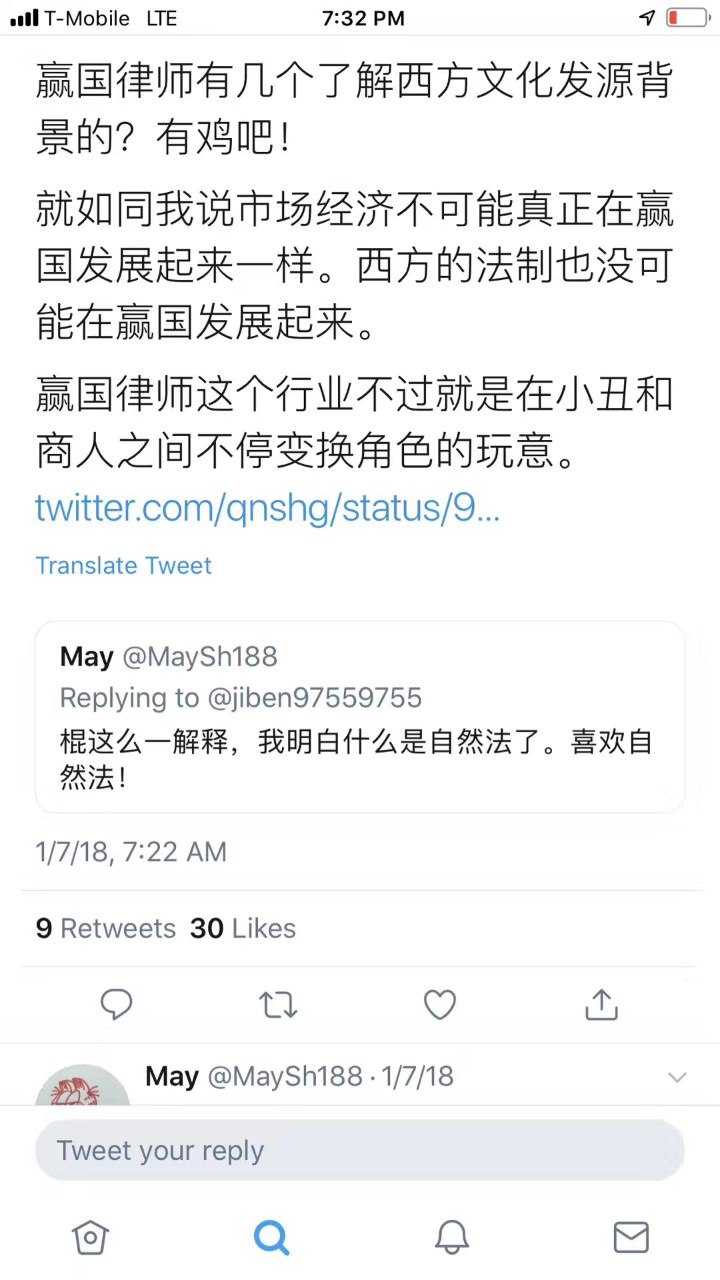 T-Mobile LTE 7:32 PM
赢国律师有几个了解西方文化发源背
景的？有鸡吧！
就如同我说市场经济不可能真正在赢
国发展起来一样。西方的法制也没可
能在赢国发展起来。
赢国律师这个行业不过就是在小丑和
商人之间不停变换角色的玩意。
twitter.com/qnshg/status/9...
Translate Tweet
May @MaySh188
Replying to @jiben97559755
棍这么一解释，我明白什么是自然法了。喜欢自
然法！
1/7/18, 7:22 AM
9 Retweets 30 Likes
May @MaySh188 · 1/7/18
Tweet your reply